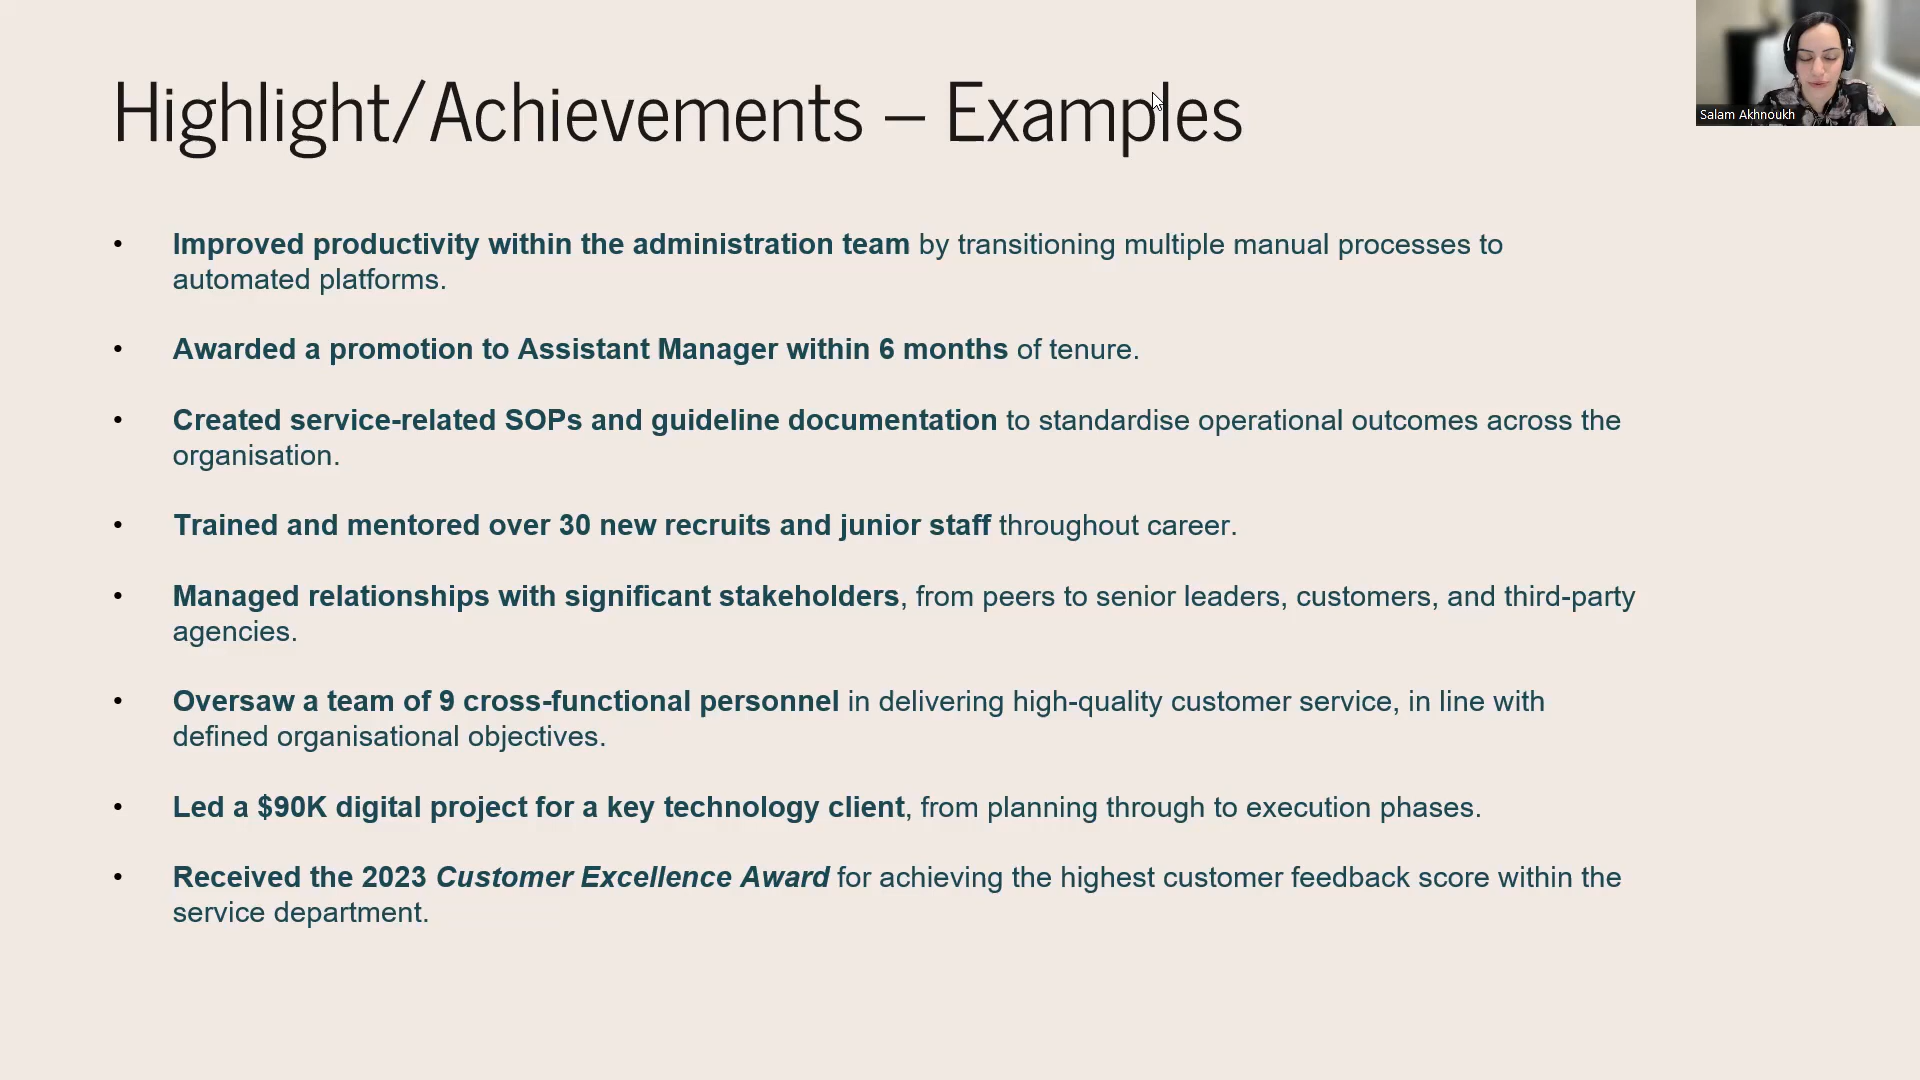 Highlight/Achievements – Examples
Salam Akhnoukh
• Improved productivity within the administration team by transitioning multiple manual processes to
automated platforms.
• Awarded a promotion to Assistant Manager within 6 months of tenure.
• Created service-related SOPs and guideline documentation to standardise operational outcomes across the
organisation.
• Trained and mentored over 30 new recruits and junior staff throughout career.
• Managed relationships with significant stakeholders, from peers to senior leaders, customers, and third-party
agencies.
• Oversaw a team of 9 cross-functional personnel in delivering high-quality customer service, in line with
defined organisational objectives.
• Led a $90K digital project for a key technology client, from planning through to execution phases.
• Received the 2023 Customer Excellence Award for achieving the highest customer feedback score within the
service department.